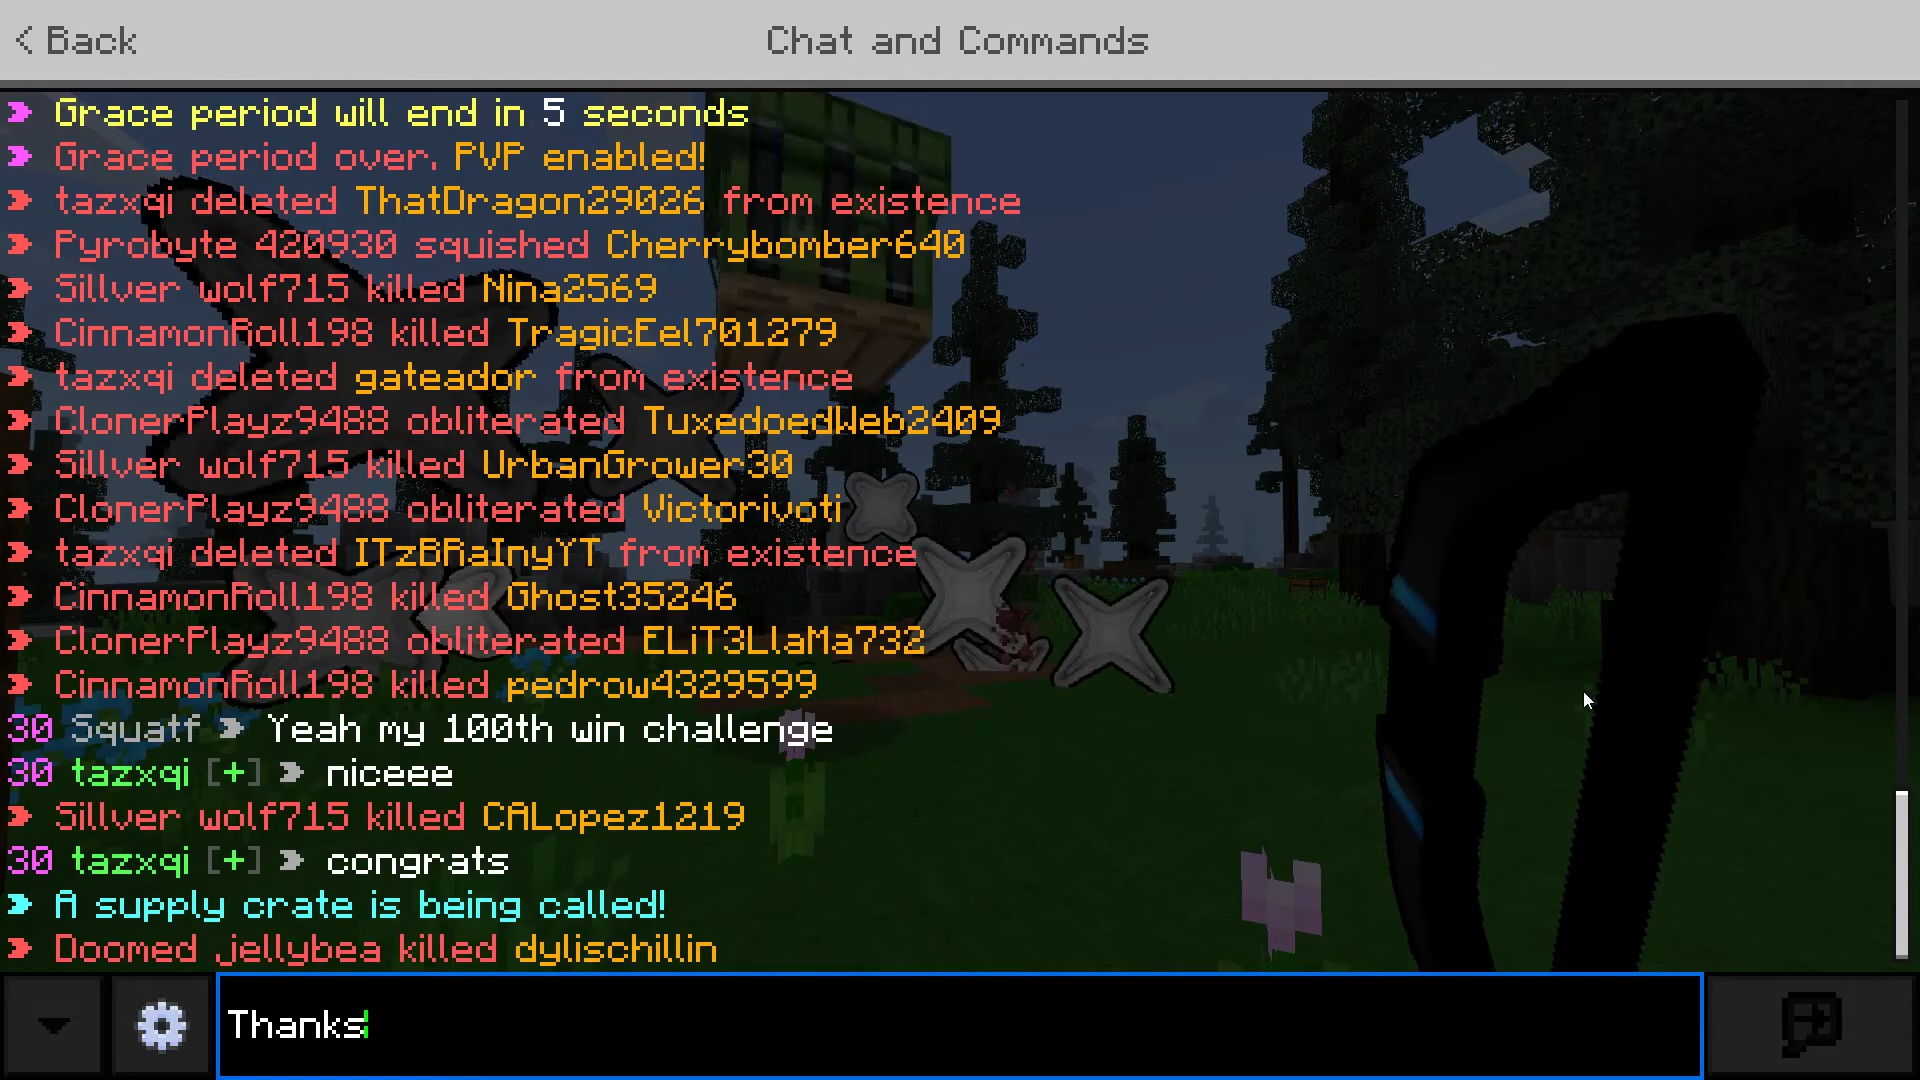 < Back
Chat and Commands
Grace period will end in 5 seconds
Grace period over. PVP enabled!
tazxqi deleted ThatDragon29026 from existence
Pyrobyte 420930 squished Cherrybomber640
Sillver wolf715 killed Nina2569
CinnamonRoll198 killed TragicEel701279
tazxqi deleted gateador from existence
ClonerPlayz9488 obliterated TuxedoedWeb2409
Sillver wolf715 killed UrbanGrower30
ClonerPlayz9488 obliterated Victorivoti
tazxqi deleted ITzBRaInyYT from existence
CinnamonRoll198 killed Ghost35246
ClonerPlayz9488 obliterated ELiT3LlaMa732
CinnamonRoll198 killed pedrow4329599
30 Squatf > Yeah my 100th win challenge
30 tazxqi [+] > niceee
Sillver wolf715 killed CALopez1219
30 tazxqi [+] > congrats
A supply crate is being called!
Doomed jellybea killed dylischillin
Thanks